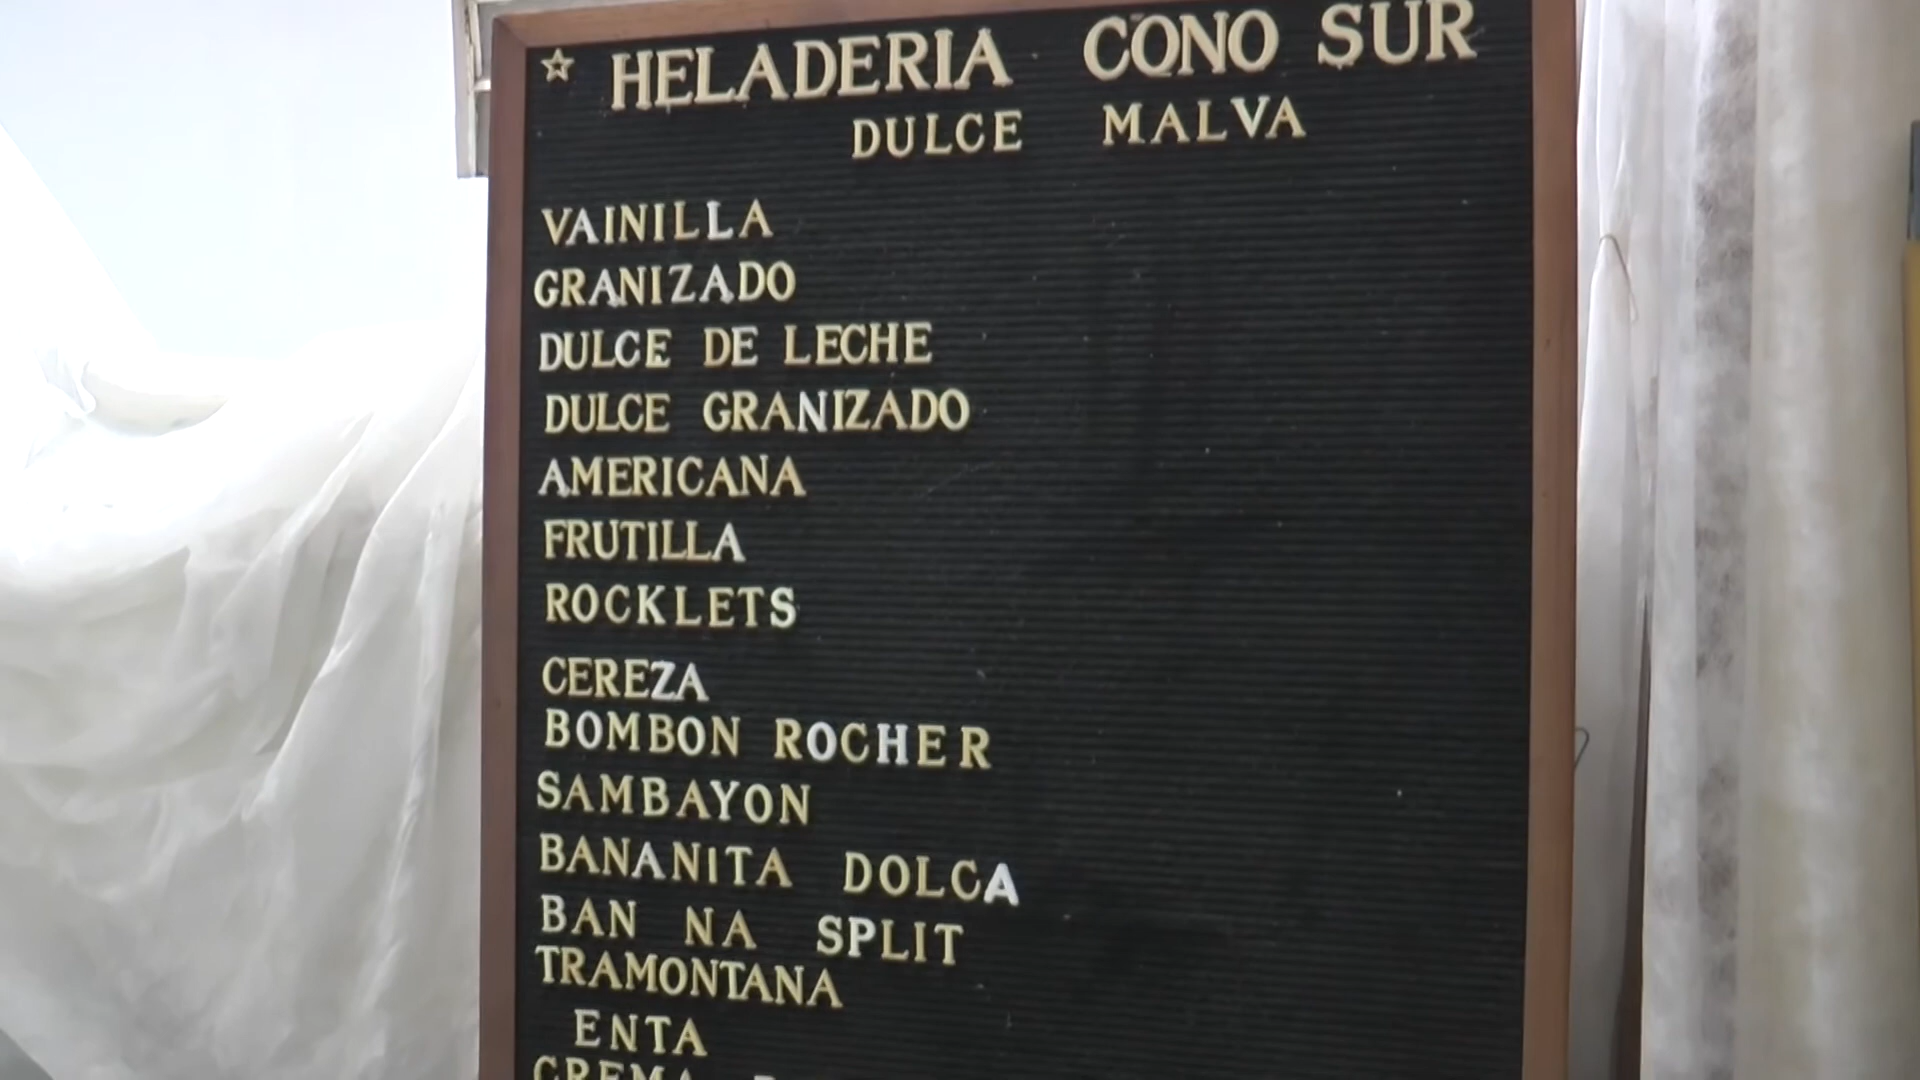 ☆ HELADERIA CONO SUR
DULCE MALVA
VAINILLA
GRANIZADO
DULCE DE LECHE
DULCE GRANIZADO
AMERICANA
FRUTILLA
ROCKLETS
CEREZA
BOMBON ROCHER
SAMBAYON
BANANITA DOLCA
BAN NA SPLIT
TRAMONTANA
ENTA
CREMA